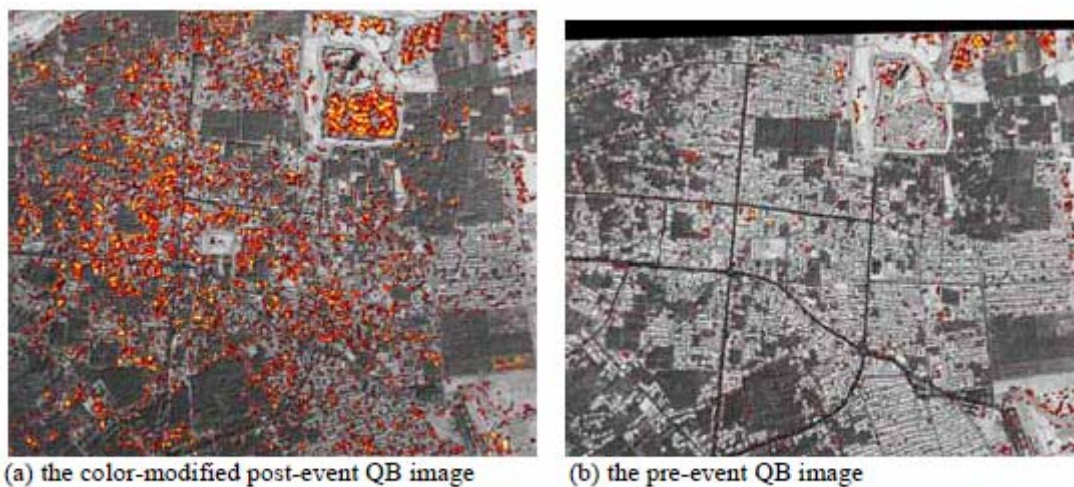 (a) the color-modified post-event QB image
(b) the pre-event QB image